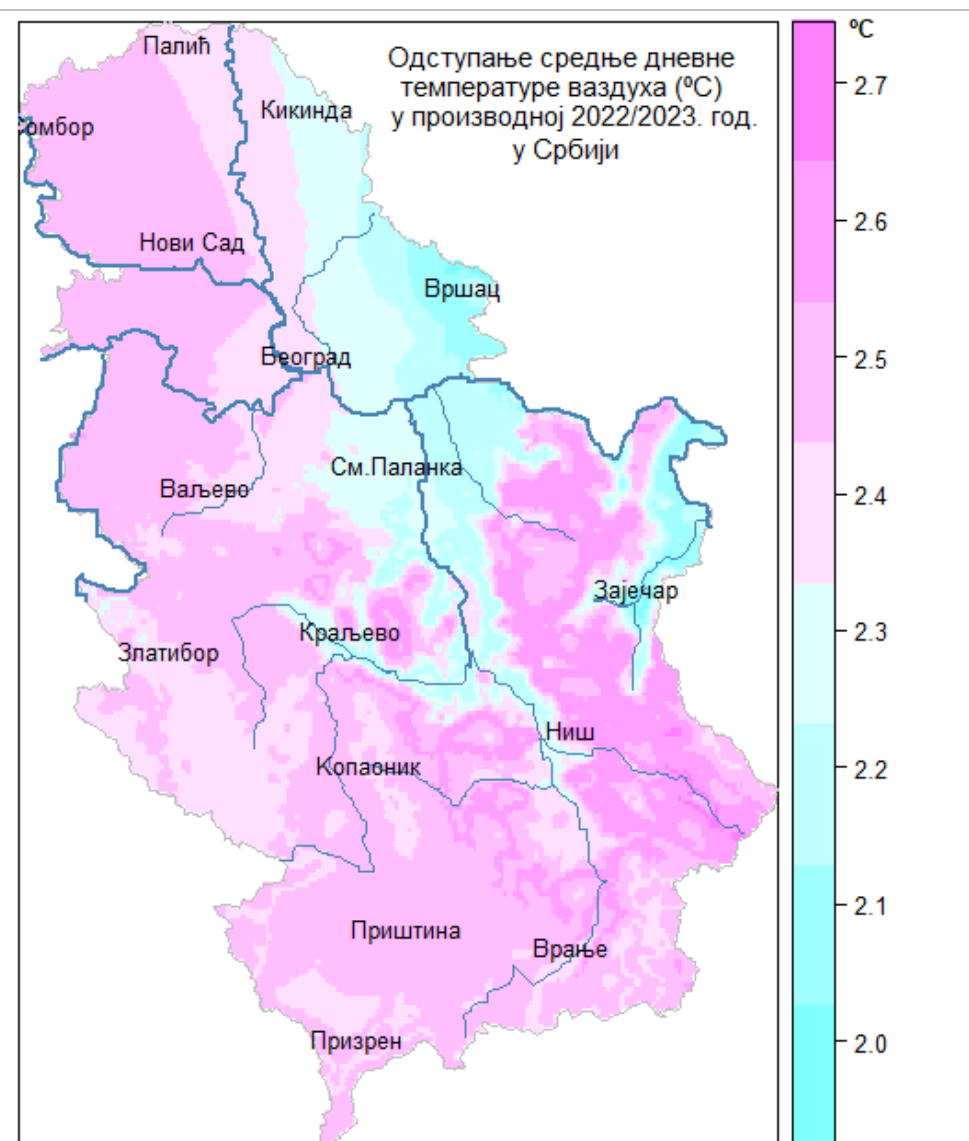 Одступање средње дневне
температуре ваздуха (ºС)
у производној 2022/2023. год.
у Србији
ºC
2.7
2.6
2.5
2.4
2.3
2.2
2.1
2.0
Палић
Кикинда
Сомбор
Нови Сад
Вршац
Београд
См.Паланка
Ваљево
Зајечар
Краљево
Златибор
Ниш
Копаоник
Приштина
Врање
Призрен